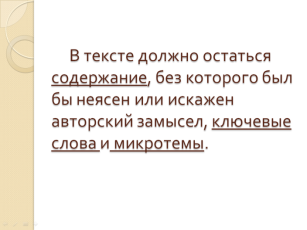 В тексте должно остаться
содержание, без которого был
бы неясен или искажен
авторский замысел, ключевые
слова и микротемы.